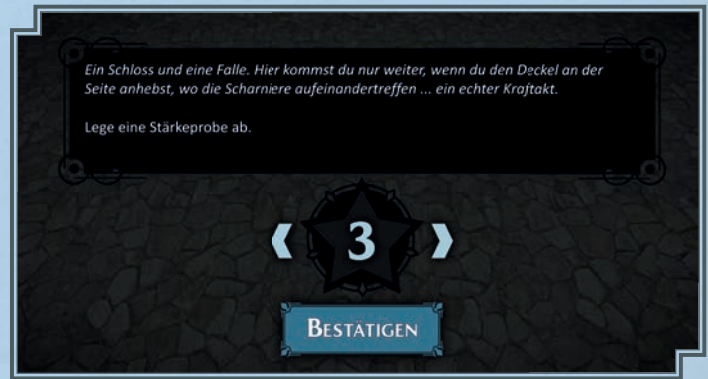 Ein Schloss und eine Falle. Hier kommst du nur weiter, wenn du den Deckel an der
Seite anhebst, wo die Scharniere aufeinandertreffen ... ein echter Kraftakt.
Lege eine Stärkeprobe ab.
3
BESTÄTIGEN